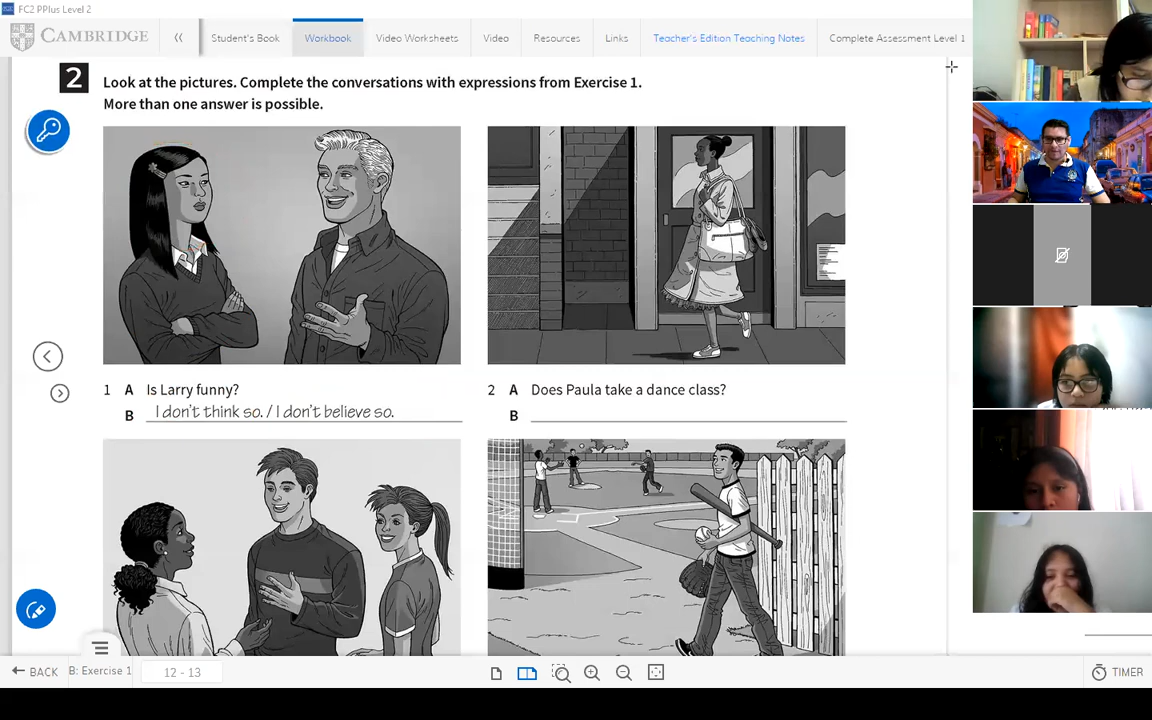 FC2 PPlus Level 2
CAMBRIDGE
Student's Book
Workbook
Video Worksheets
Video
Resources
Links
Teacher's Edition Teaching Notes
Complete Assessment Level 1
2 Look at the pictures. Complete the conversations with expressions from Exercise 1.
More than one answer is possible.
1 A Is Larry funny?
B I don't think so. / I don't believe so.
2 A Does Paula take a dance class?
B
BACK
B: Exercise 1
12 - 13
TIMER